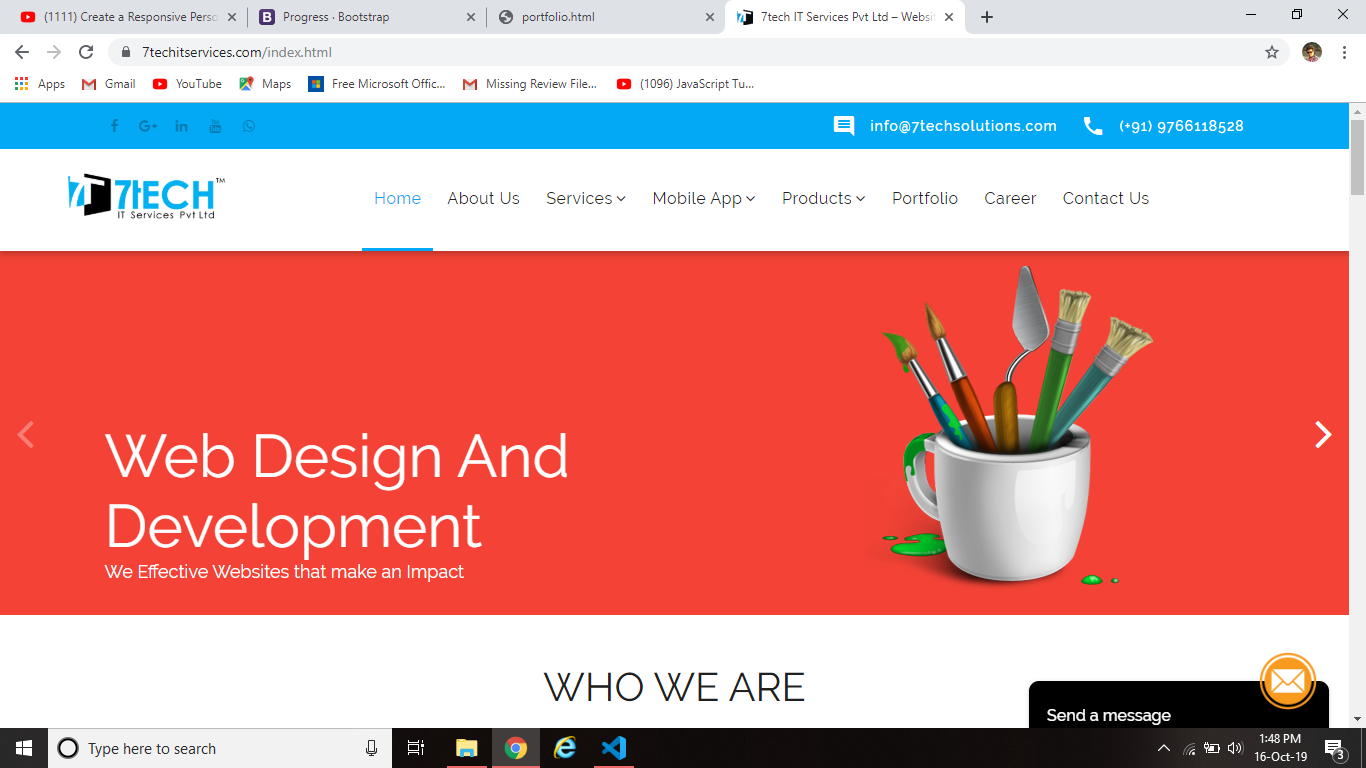 (1111) Create a Responsive Perso
Progress · Bootstrap
portfolio.html
7tech IT Services Pvt Ltd – Websit
7techitservices.com/index.html
Apps
Gmail
YouTube
Maps
Free Microsoft Offic...
Missing Review File...
(1096) JavaScript Tu...
info@7techsolutions.com
(+91) 9766118528
7TECH™
IT Services Pvt Ltd
Home
About Us
Services
Mobile App
Products
Portfolio
Career
Contact Us
Web Design And
Development
We Effective Websites that make an Impact
WHO WE ARE
Send a message
Type here to search
1:48 PM
16-Oct-19
3